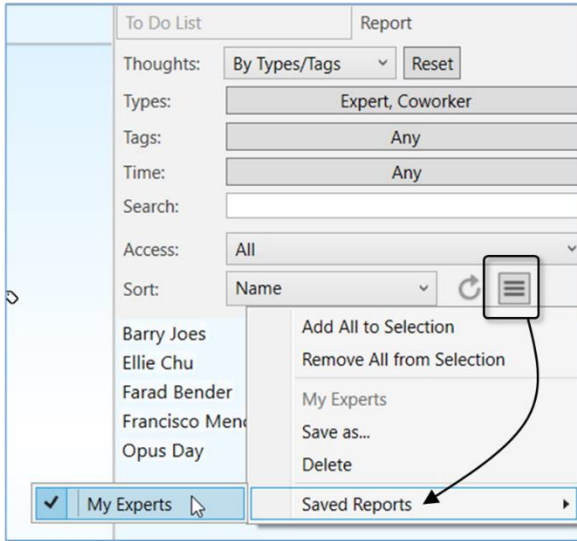 To Do List
Report
Thoughts: By Types/Tags Reset
Types: Expert, Coworker
Tags: Any
Time: Any
Search:
Access: All
Sort: Name
Barry Joes
Ellie Chu
Farad Bender
Francisco
Opus Day
Add All to Selection
Remove All from Selection
My Experts
Save as...
Delete
Saved Reports
My Experts